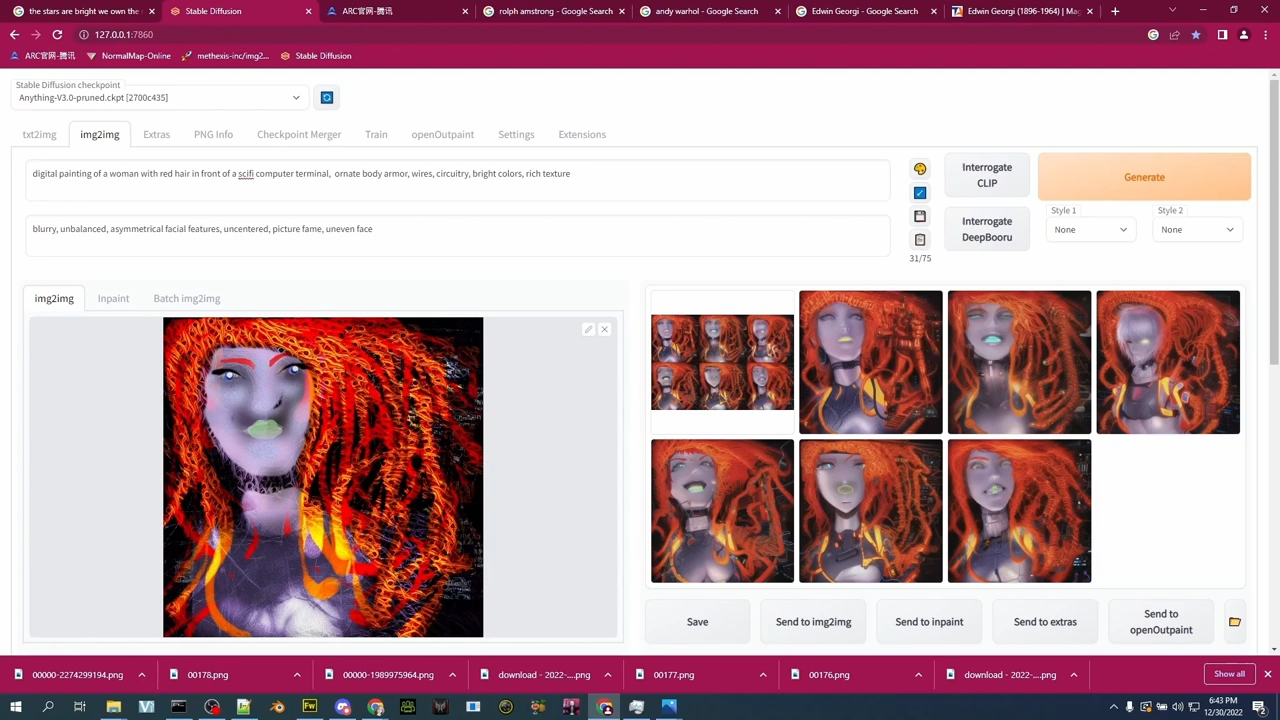 the stars are bright we own the
Stable Diffusion
ARC官网-腾讯
rolph amstrong - Google Search
andy warhol - Google Search
Edwin Georgi - Google Search
Edwin Georgi (1896-1964) | Mag
127.0.0.1:7860
ARC官网-腾讯
NormalMap-Online
methexis-inc/img2...
Stable Diffusion
Stable Diffusion checkpoint
Anything-V3.0-pruned.ckpt [2700c435]
txt2img
img2img
Extras
PNG Info
Checkpoint Merger
Train
openOutpaint
Settings
Extensions
digital painting of a woman with red hair in front of a scifi computer terminal, ornate body armor, wires, circuitry, bright colors, rich texture
Interrogate
CLIP
Generate
blurry, unbalanced, asymmetrical facial features, uncentered, picture fame, uneven face
Interrogate
DeepBooru
Style 1
None
Style 2
None
31/75
img2img
Inpaint
Batch img2img
Save
Send to img2img
Send to inpaint
Send to extras
Send to
openOutpaint
00000-2274299194.png
00178.png
00000-1989975964.png
download - 2022-....png
00177.png
00176.png
download - 2022-....png
Show all
6:43 PM
12/30/2022